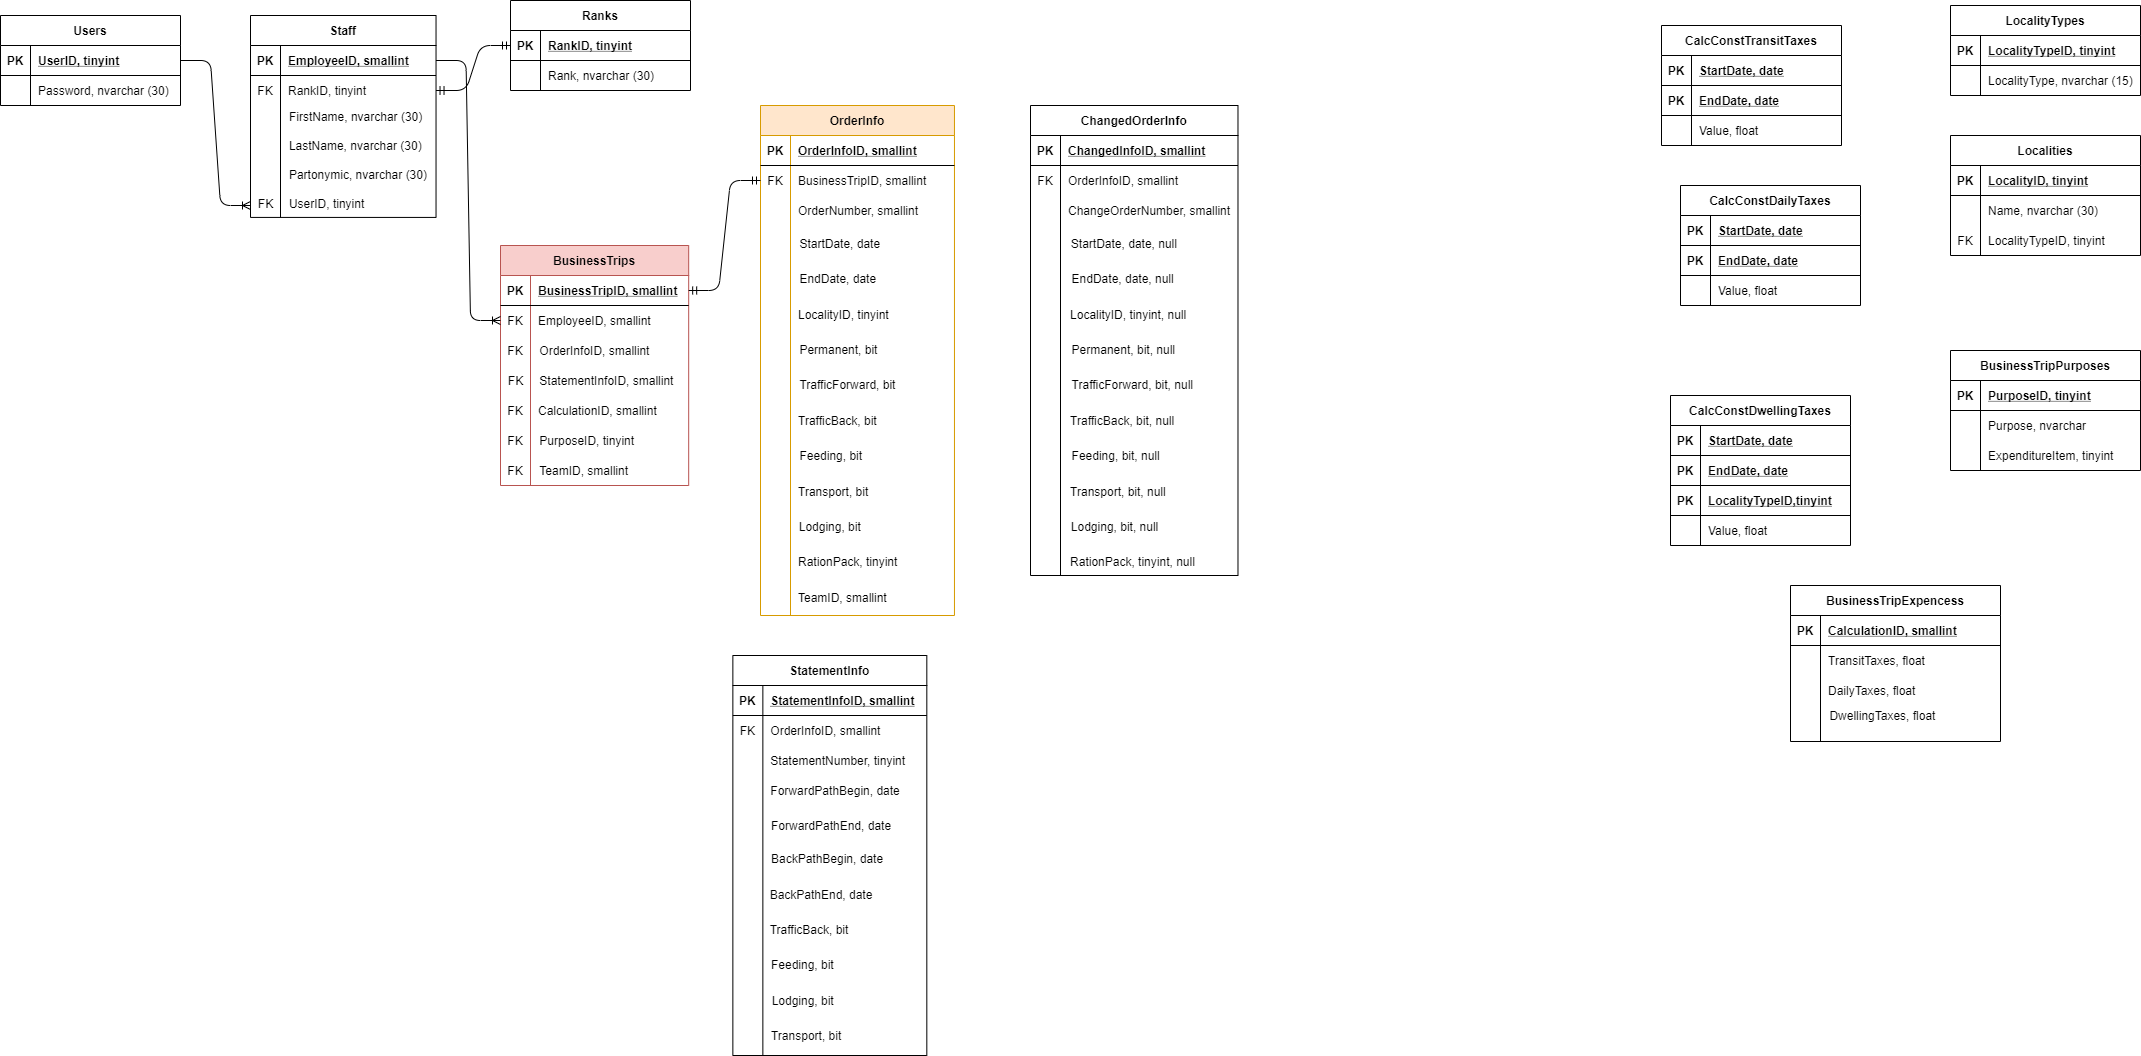 Users
PK UserID, tinyint
Password, nvarchar (30)
Staff
PK EmployeeID, smallint
FK RankID, tinyint
FirstName, nvarchar (30)
LastName, nvarchar (30)
Partonymic, nvarchar (30)
FK UserID, tinyint
Ranks
PK RankID, tinyint
Rank, nvarchar (30)
BusinessTrips
PK BusinessTripID, smallint
FK EmployeeID, smallint
FK OrderInfoID, smallint
FK StatementInfoID, smallint
FK CalculationID, smallint
FK PurposeID, tinyint
FK TeamID, smallint
OrderInfo
PK OrderInfoID, smallint
FK BusinessTripID, smallint
OrderNumber, smallint
StartDate, date
EndDate, date
LocalityID, tinyint
Permanent, bit
TrafficForward, bit
TrafficBack, bit
Feeding, bit
Transport, bit
Lodging, bit
RationPack, tinyint
TeamID, smallint
ChangedOrderInfo
PK ChangedInfoID, smallint
FK OrderInfoID, smallint
ChangeOrderNumber, smallint
StartDate, date, null
EndDate, date, null
LocalityID, tinyint, null
Permanent, bit, null
TrafficForward, bit, null
TrafficBack, bit, null
Feeding, bit, null
Transport, bit, null
Lodging, bit, null
RationPack, tinyint, null
StatementInfo
PK StatementInfoID, smallint
FK OrderInfoID, smallint
StatementNumber, tinyint
ForwardPathBegin, date
ForwardPathEnd, date
BackPathBegin, date
BackPathEnd, date
TrafficBack, bit
Feeding, bit
Lodging, bit
Transport, bit
CalcConstTransitTaxes
PK StartDate, date
PK EndDate, date
Value, float
CalcConstDailyTaxes
PK StartDate, date
PK EndDate, date
Value, float
CalcConstDwellingTaxes
PK StartDate, date
PK EndDate, date
PK LocalityTypeID,tinyint
Value, float
LocalityTypes
PK LocalityTypeID, tinyint
LocalityType, nvarchar (15)
Localities
PK LocalityID, tinyint
Name, nvarchar (30)
FK LocalityTypeID, tinyint
BusinessTripPurposes
PK PurposeID, tinyint
Purpose, nvarchar
ExpenditureItem, tinyint
BusinessTripExpencess
PK CalculationID, smallint
TransitTaxes, float
DailyTaxes, float
DwellingTaxes, float